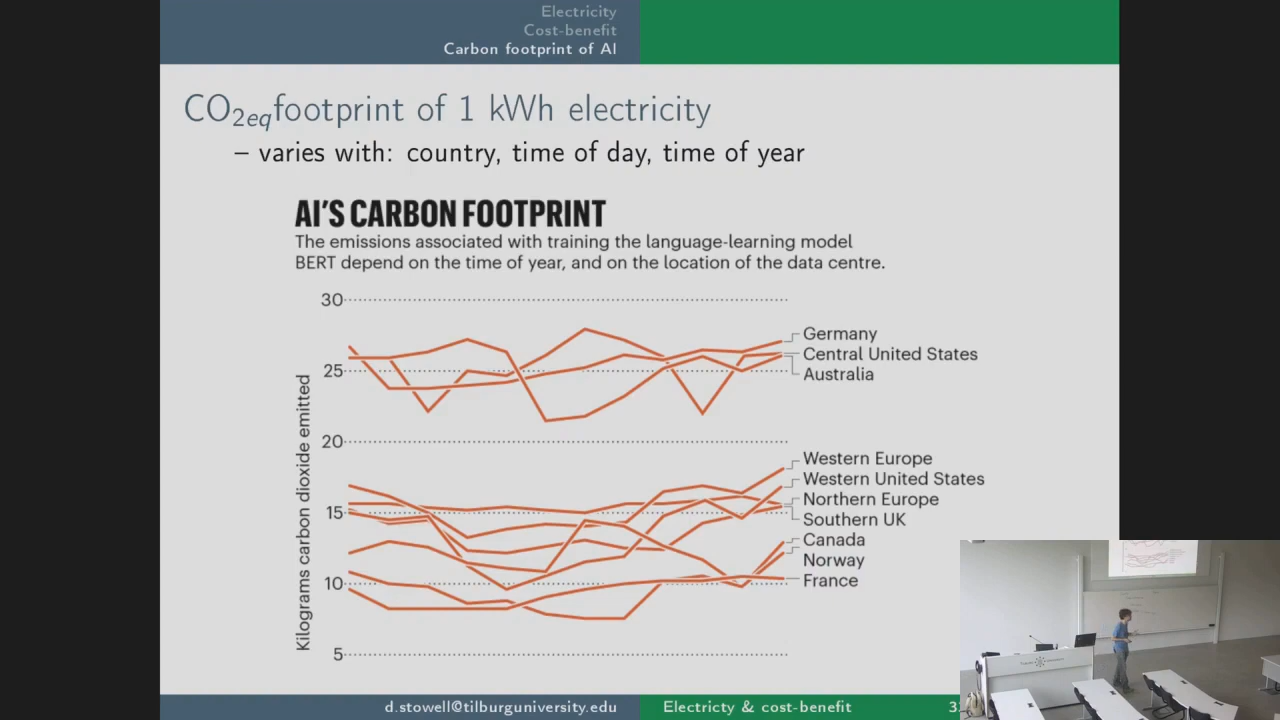 Electricity
Cost-benefit
Carbon footprint of AI
CO2eq footprint of 1 kWh electricity
– varies with: country, time of day, time of year
AI'S CARBON FOOTPRINT
The emissions associated with training the language-learning model
BERT depend on the time of year, and on the location of the data centre.
Kilograms carbon dioxide emitted
30
25
20
15
10
5
Germany
Central United States
Australia
Western Europe
Western United States
Northern Europe
Southern UK
Canada
Norway
France
d.stowell@tilburguniversity.edu
Electricty & cost-benefit